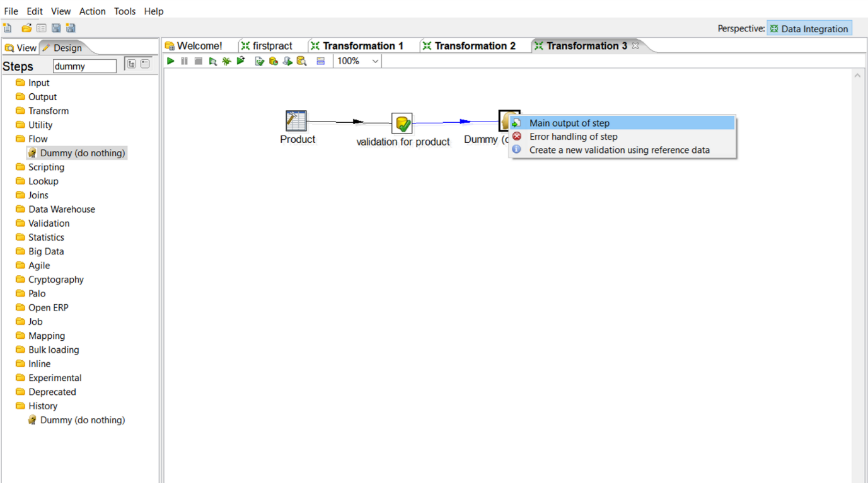 File Edit View Action Tools Help
Perspective: Data Integration
View Design
Welcome! firstpract Transformation 1 Transformation 2 Transformation 3
Steps dummy
100%
Input
Output
Transform
Utility
Flow
Dummy (do nothing)
Scripting
Lookup
Joins
Data Warehouse
Validation
Statistics
Big Data
Agile
Cryptography
Palo
Open ERP
Job
Mapping
Bulk loading
Inline
Experimental
Deprecated
History
Dummy (do nothing)
Product
validation for product
Dummy (
Main output of step
Error handling of step
Create a new validation using reference data